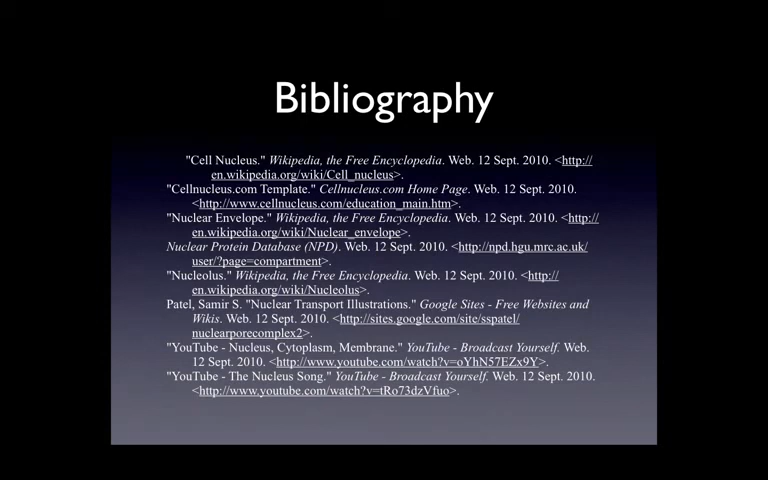 Bibliography
"Cell Nucleus." Wikipedia, the Free Encyclopedia. Web. 12 Sept. 2010. <http://
en.wikipedia.org/wiki/Cell_nucleus>.
"Cellnucleus.com Template." Cellnucleus.com Home Page. Web. 12 Sept. 2010.
<http://www.cellnucleus.com/education_main.htm>.
"Nuclear Envelope." Wikipedia, the Free Encyclopedia. Web. 12 Sept. 2010. <http://
en.wikipedia.org/wiki/Nuclear_envelope>.
Nuclear Protein Database (NPD). Web. 12 Sept. 2010. <http://npd.hgu.mrc.ac.uk/
user/?page=compartment>.
"Nucleolus." Wikipedia, the Free Encyclopedia. Web. 12 Sept. 2010. <http://
en.wikipedia.org/wiki/Nucleolus>.
Patel, Samir S. "Nuclear Transport Illustrations." Google Sites - Free Websites and
Wikis. Web. 12 Sept. 2010. <http://sites.google.com/site/sspatel/
nuclearporecomplex2>.
"YouTube - Nucleus, Cytoplasm, Membrane." YouTube - Broadcast Yourself. Web.
12 Sept. 2010. <http://www.youtube.com/watch?v=oYhN57EZx9Y>.
"YouTube - The Nucleus Song." YouTube - Broadcast Yourself. Web. 12 Sept. 2010.
<http://www.youtube.com/watch?v=tRo73dzVfuo>.